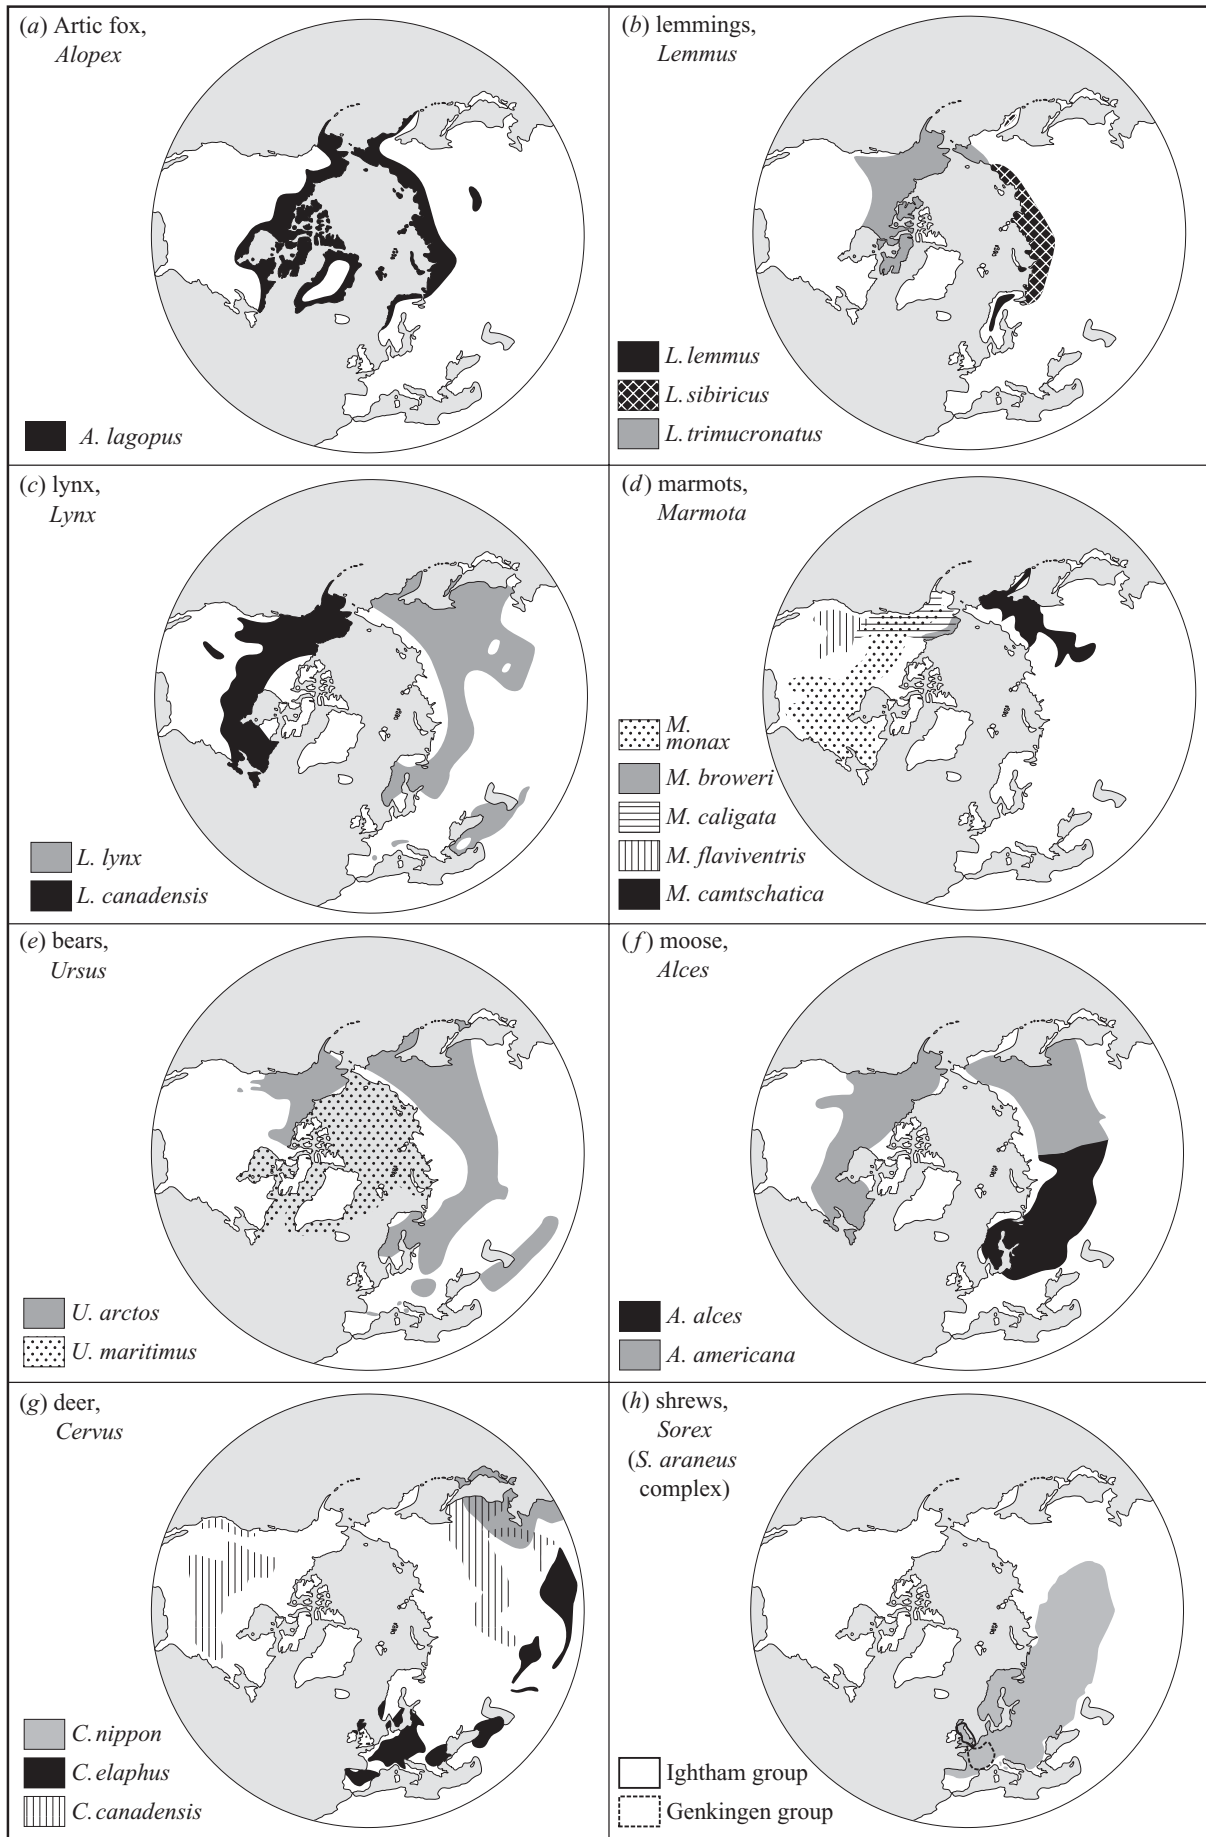 (a) Artic fox,
Alopex
A. lagopus
(b) lemmings,
Lemmus
L. lemmus
L. sibiricus
L. trimucronatus
(c) lynx,
Lynx
L. lynx
L. canadensis
(d) marmots,
Marmota
M.
monax
M. broweri
M. caligata
M. flaviventris
M. camtschatica
(e) bears,
Ursus
U. arctos
U. maritimus
(f) moose,
Alces
A. alces
A. americana
(g) deer,
Cervus
C. nippon
C. elaphus
C. canadensis
(h) shrews,
Sorex
(S. araneus
complex)
Ightham group
Genkingen group